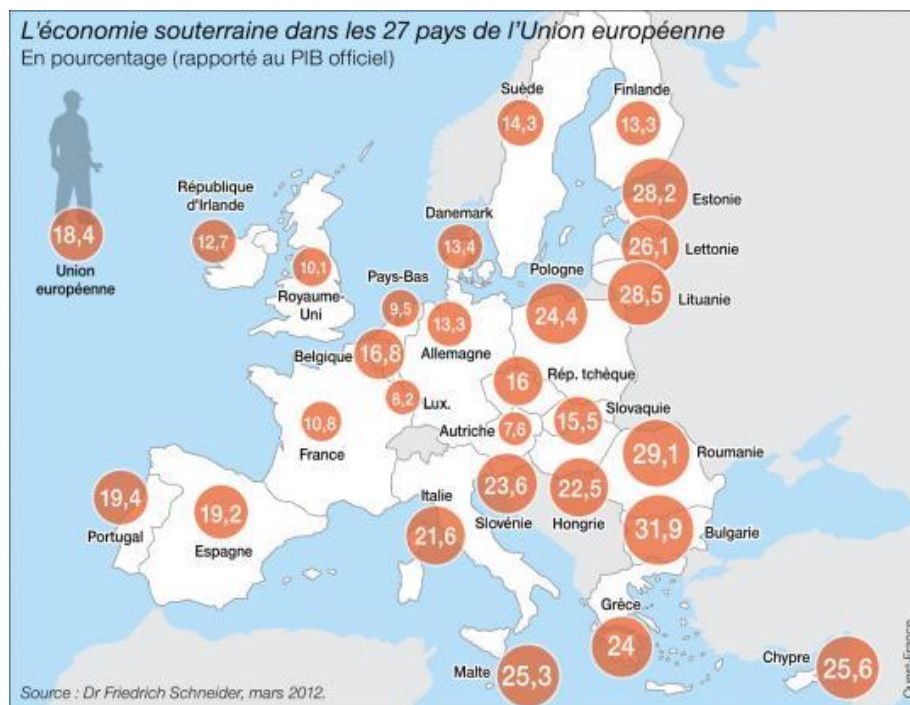 L'économie souterraine dans les 27 pays de l'Union européenne
En pourcentage (rapporté au PIB officiel)
Suède
14,3
Finlande
13,3
28,2
Estonie
République
d'Irlande
12,7
Danemark
13,4
26,1
Lettonie
18,4
Union
européenne
10,1
Royaume-
Uni
Pays-Bas
9,5
Pologne
24,4
28,5
Lituanie
13,3
Allemagne
Belgique
16,8
Rép. tchèque
16
8,2
Lux.
Slovaquie
15,5
10,8
France
Autriche
7,6
29,1
Roumanie
19,4
Portugal
19,2
Espagne
Italie
21,6
23,6
Slovénie
22,5
Hongrie
31,9
Bulgarie
Grèce
24
Malte
25,3
Chypre
25,6
Ouest-France
Source : Dr Friedrich Schneider, mars 2012.